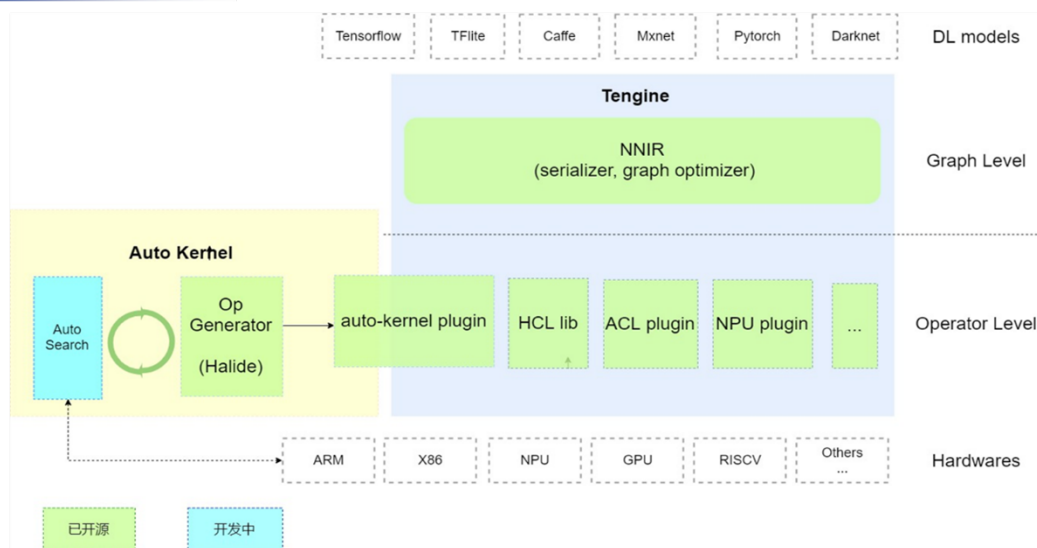 Tensorflow
TFlite
Caffe
Mxnet
Pytorch
Darknet
DL models
Tengine
NNIR
(serializer, graph optimizer)
Graph Level
Auto Kernel
Auto
Search
Op
Generator
(Halide)
auto-kernel plugin
HCL lib
ACL plugin
NPU plugin
...
Operator Level
ARM
X86
NPU
GPU
RISCV
Others
...
Hardwares
已开源
开发中